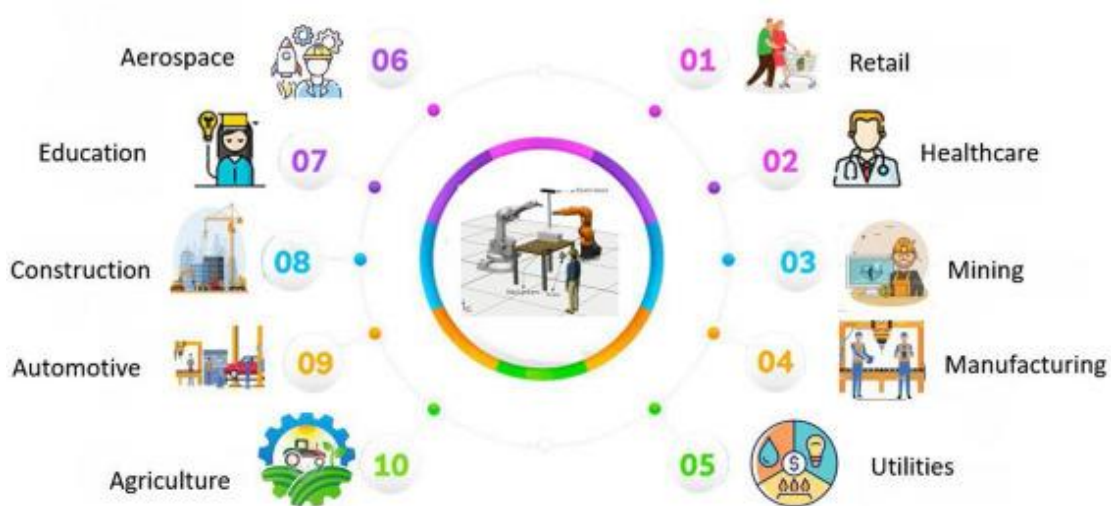 Aerospace
06
01
Retail
Education
07
02
Healthcare
Construction
08
03
Mining
Automotive
09
04
Manufacturing
Agriculture
10
05
Utilities
$